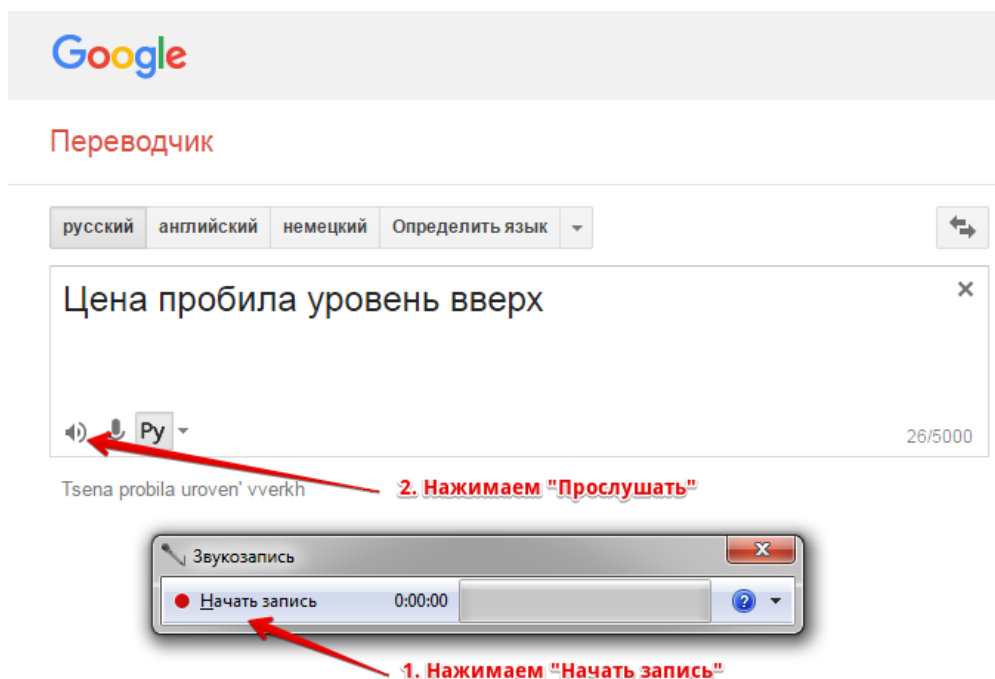 Google
Переводчик
русский английский немецкий Определить язык
Цена пробила уровень вверх
Ру
26/5000
Tsena probila uroven' vverkh
2. Нажимаем "Прослушать"
Звукозапись
Начать запись 0:00:00
1. Нажимаем "Начать запись"